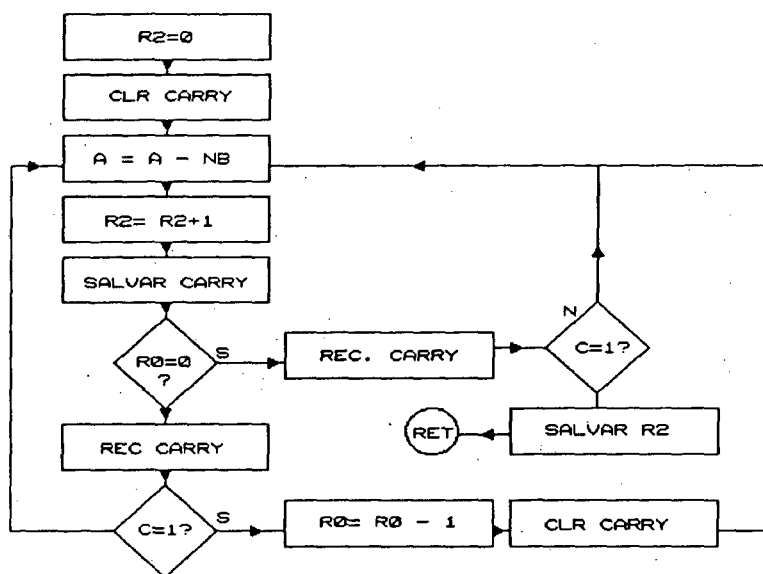 R2=0
CLR CARRY
A = A - NB
R2= R2+1
SALVAR CARRY
R0=0
?
S
REC. CARRY
N
C=1?
REC CARRY
RET
SALVAR R2
C=1?
S
R0= R0 - 1
CLR CARRY